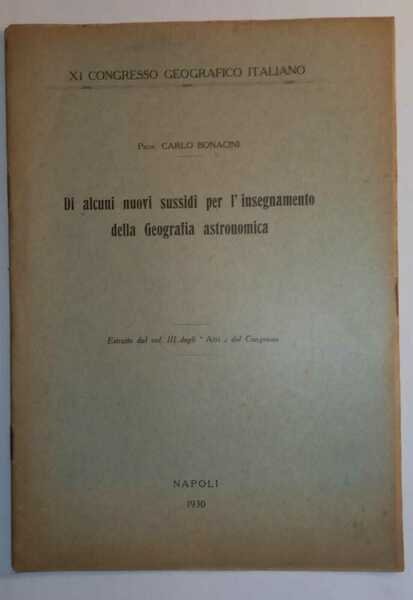 XI CONGRESSO GEOGRAFICO ITALIANO
Prof. CARLO BONACINI
Di alcuni nuovi sussidi per l'insegnamento
della Geografia astronomica
Estratto dal vol. III degli " Atti „ del Congresso
NAPOLI
1930